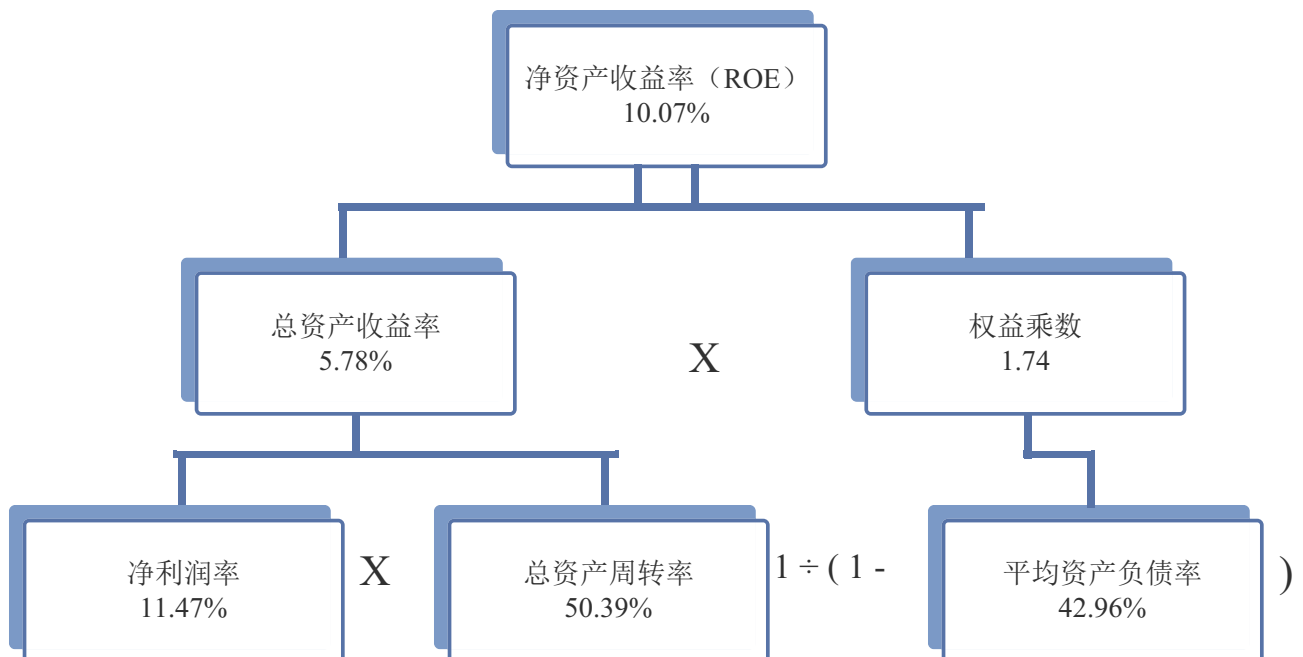 净资产收益率（ROE）
10.07%
总资产收益率
5.78%
X
权益乘数
1.74
净利润率
11.47%
X
总资产周转率
50.39%
1 ÷ ( 1 -
平均资产负债率
42.96%
)